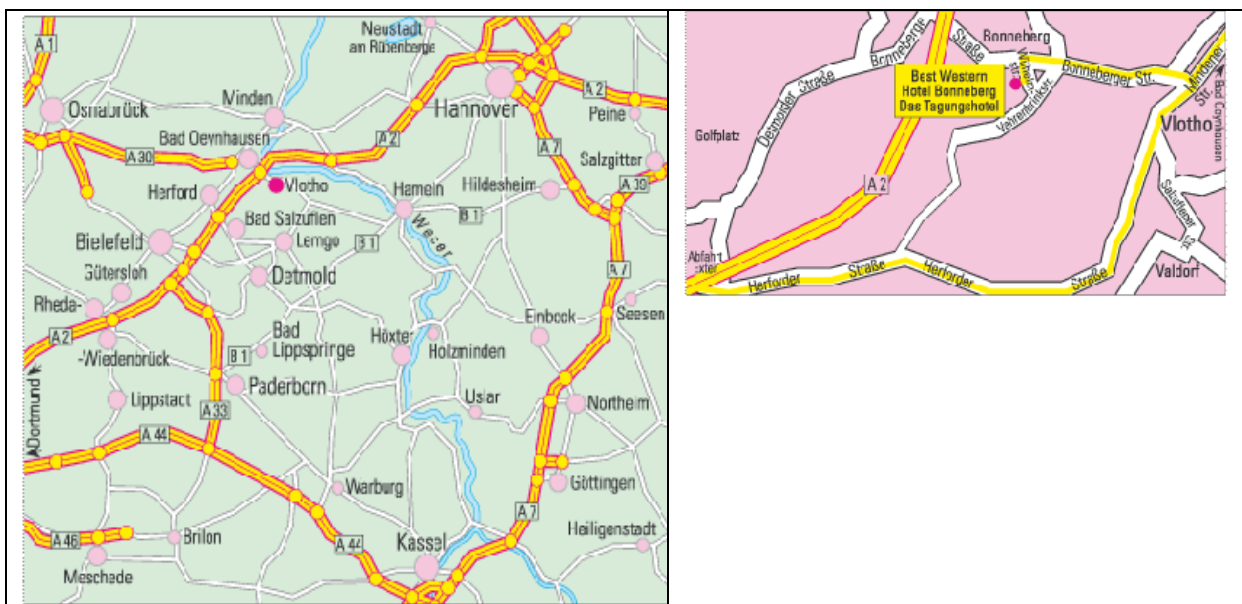 Neustadt
am Rübenberge
A 1
Osnabrück
Minden
Hannover
A 2
Peine
Bad Oeynhausen
A 2
A 30
A 7
Salzgitter
Herford
Vlotho
Hameln
Hildesheim
A 39
B 1
Bad Salzuflen
Weser
Bielefeld
Lemgo
B 1
Gütersloh
Detmold
A 7
Rheda-
Seesen
A 2
Bad
Lippspringe
Höxter
Holzminden
Einbeck
-Wiedenbrück
B 1
Paderborn
Lippstadt
Uslar
Northeim
A 33
Dortmund
A 44
Warburg
Göttingen
A 7
Heiligenstadt
A 46
Brilon
A 44
Kassel
Meschede
Bonneberge
Straße
Bonneberg
Detmolder Straße
Best Western
Hotel Bonneberg
Das Tagungshotel
Bonneberger Str.
Mindener
Str.
Bad Oeynhausen
Vehrenbrinkstr.
Golfplatz
Vlotho
A 2
Salzufler
Str.
Abfahrt
Valdorf
Herforder
Straße
Herforder
Straße